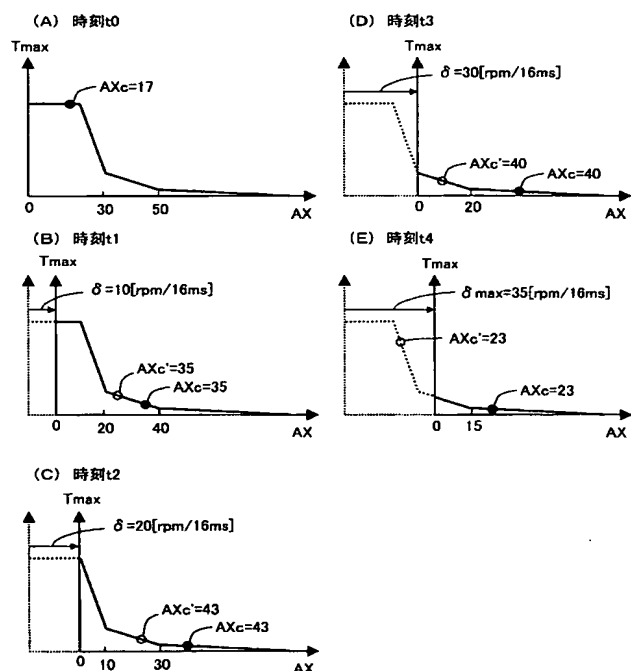 (A) 時刻t0
Tmax
AXc=17
0 30 50
AX
(B) 時刻t1
Tmax
δ=10[rpm/16ms]
AXc'=35
AXc=35
0 20 40
AX
(C) 時刻t2
Tmax
δ=20[rpm/16ms]
AXc'=43
AXc=43
0 10 30
AX
(D) 時刻t3
Tmax
δ=30[rpm/16ms]
AXc'=40
AXc=40
0 20
AX
(E) 時刻t4
Tmax
δmax=35[rpm/16ms]
AXc'=23
AXc=23
0 15
AX